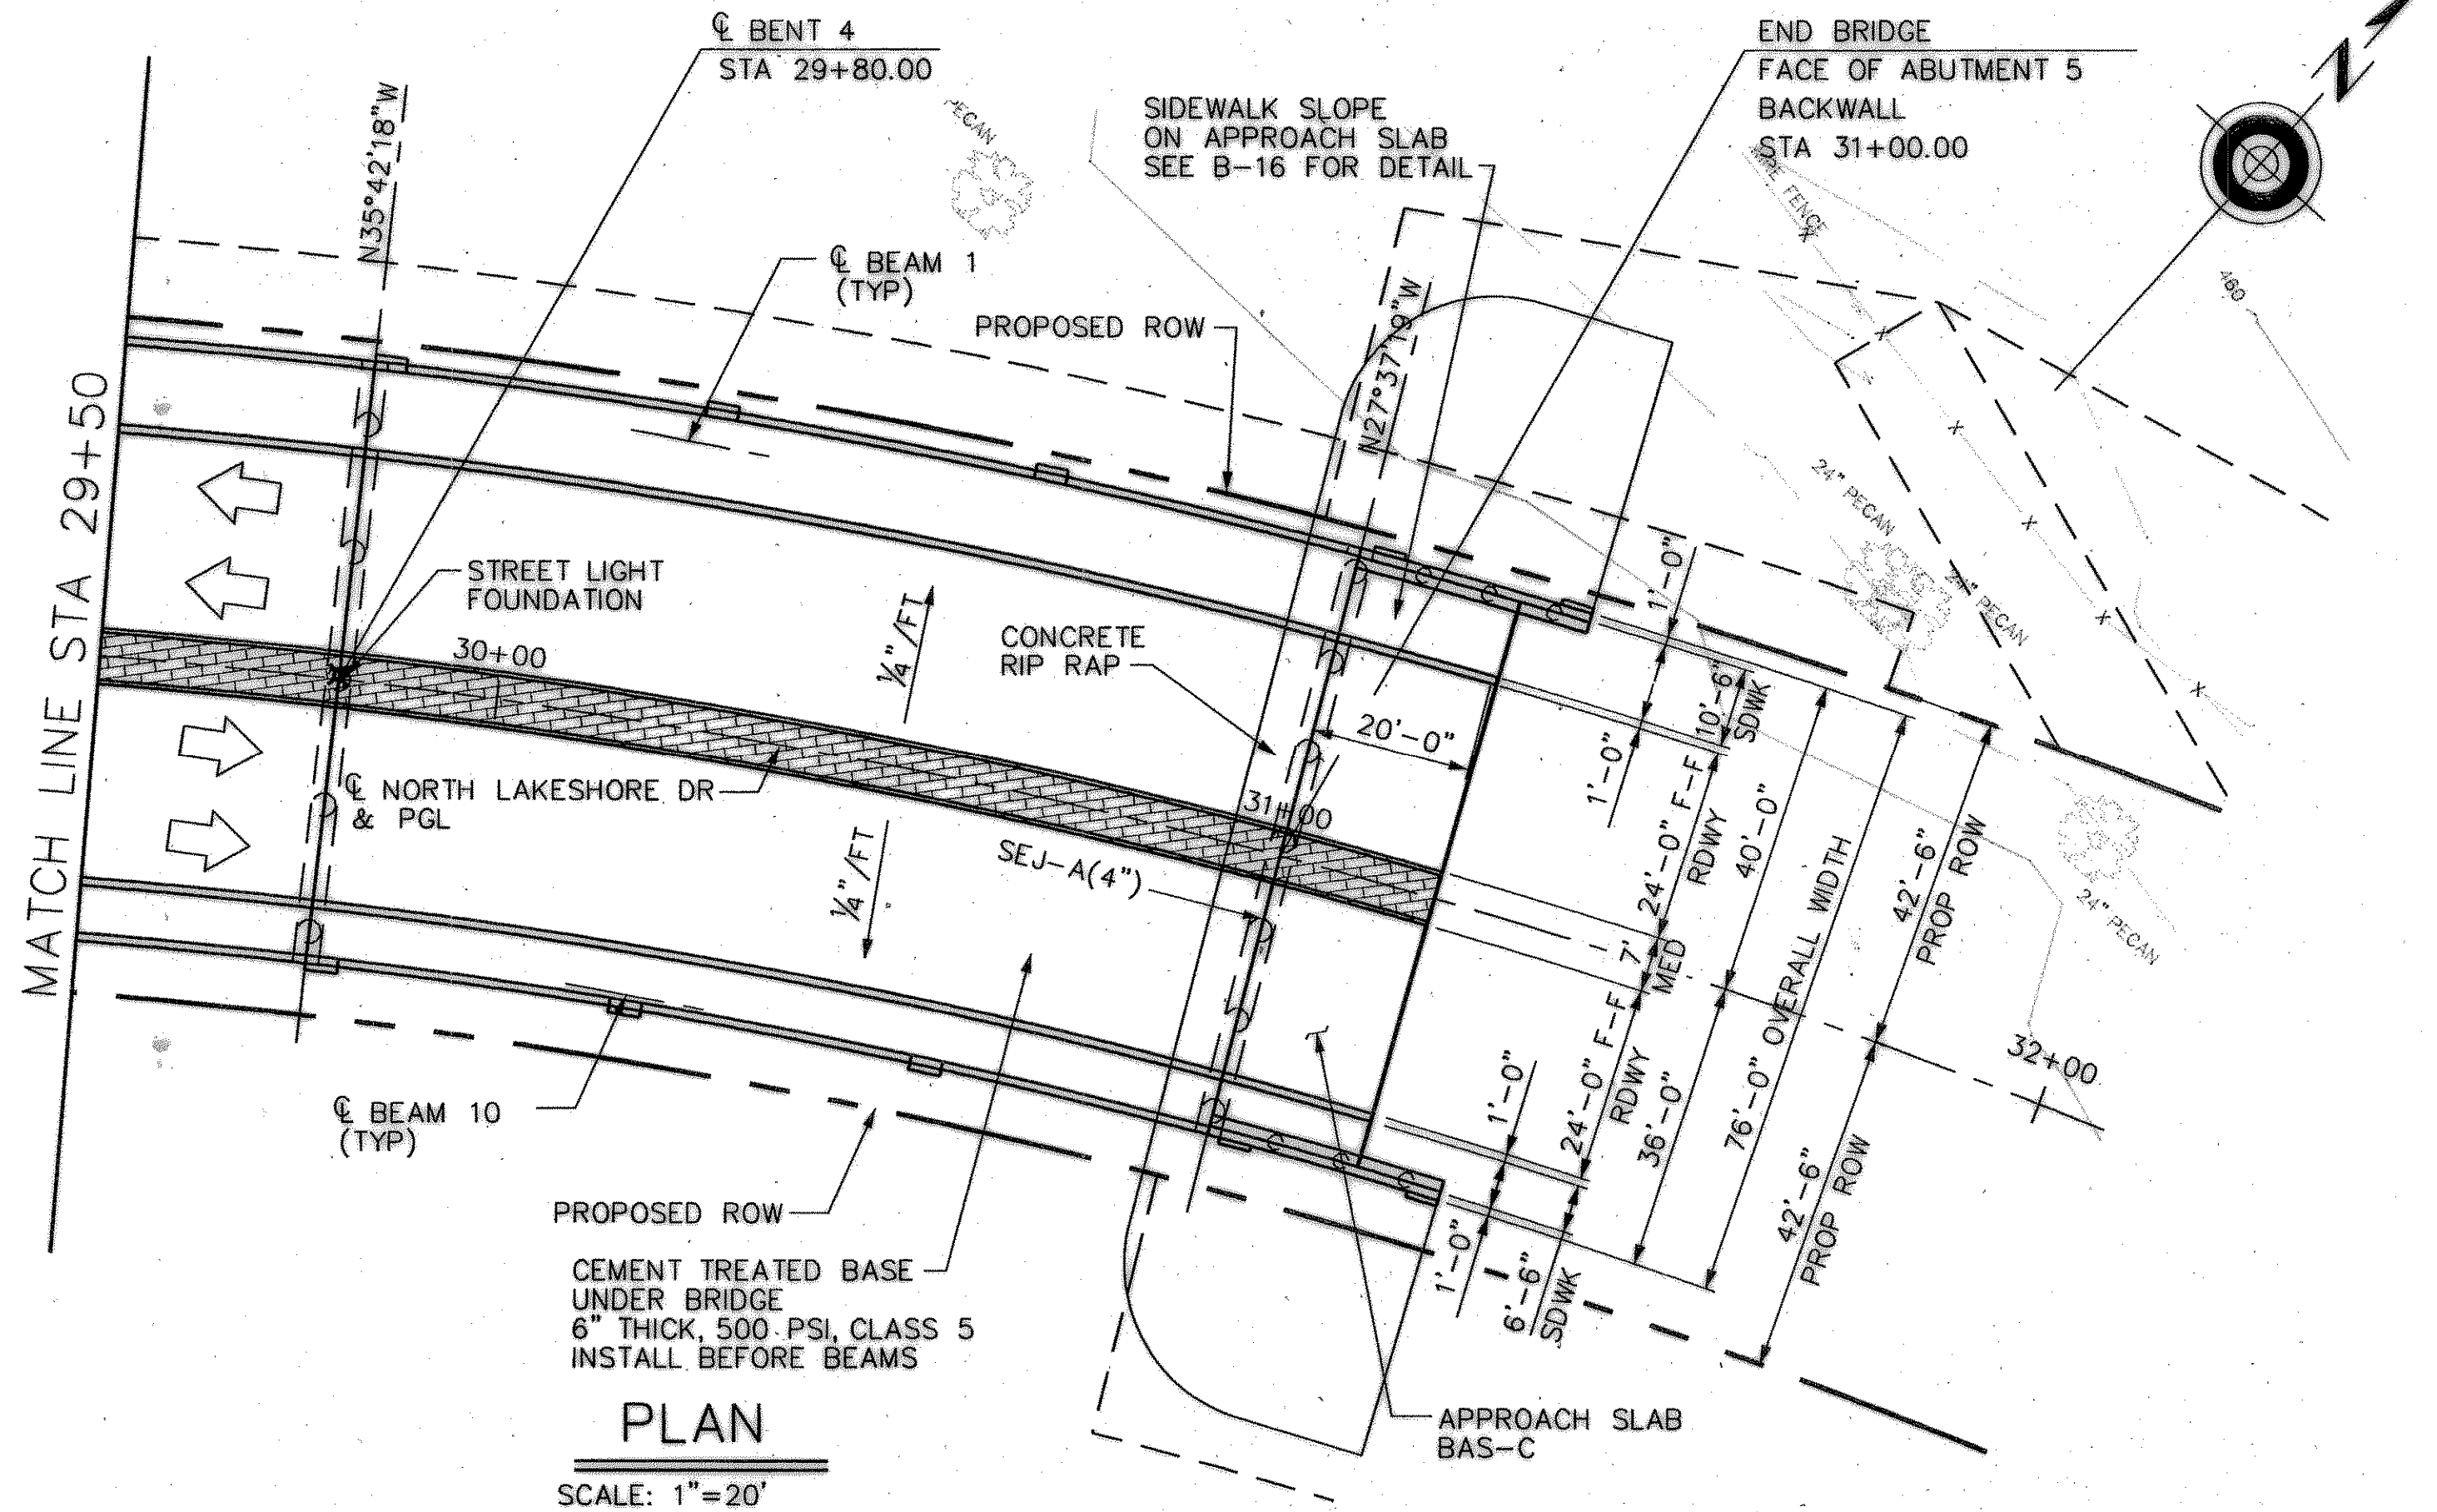 ℄ BENT 4
STA 29+80.00
END BRIDGE
FACE OF ABUTMENT 5
BACKWALL
STA 31+00.00
N
SIDEWALK SLOPE
ON APPROACH SLAB
SEE B-16 FOR DETAIL
N35°42'18"W
PECAN
PIPE FENCE
℄ BEAM 1
(TYP)
460
PROPOSED ROW
N27°37'19"W
MATCH LINE STA 29+50
24" PECAN
24" PECAN
STREET LIGHT
FOUNDATION
30+00
1/4"/FT
CONCRETE
RIP RAP
20'-0"
1'-0"
10'-6"
SDWK
1'-0"
24'-0" F-F
RDWY
40'-0"
℄ NORTH LAKESHORE DR
& PGL
31+00
1/4"/FT
SEJ-A(4")
7'
MED
76'-0" OVERALL WIDTH
42'-6"
PROP ROW
24" PECAN
32+00
1'-0"
24'-0" F-F
RDWY
36'-0"
℄ BEAM 10
(TYP)
42'-6"
PROP ROW
PROPOSED ROW
1'-0"
6'-6"
SDWK
CEMENT TREATED BASE
UNDER BRIDGE
6" THICK, 500 PSI, CLASS 5
INSTALL BEFORE BEAMS
APPROACH SLAB
BAS-C
PLAN
SCALE: 1"=20'
X
X
X
X
X
X
X